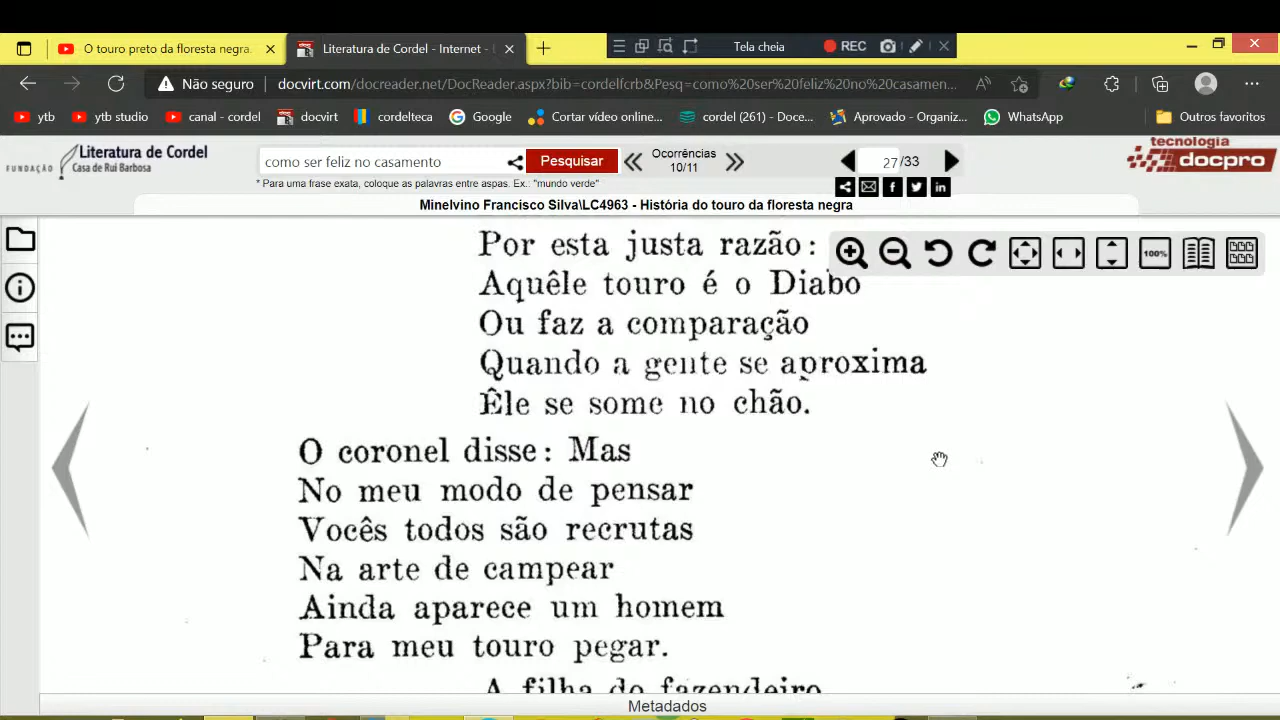 O touro preto da floresta negra.
Literatura de Cordel - Internet -
Tela cheia
REC
Não seguro
docvirt.com/docreader.net/DocReader.aspx?bib=cordelfcrb&Pesq=como%20ser%20feliz%20no%20casamen...
ytb
ytb studio
canal - cordel
docvirt
cordelteca
Google
Cortar vídeo online...
cordel (261) - Doce...
Aprovado - Organiz...
WhatsApp
Outros favoritos
FUNDAÇÃO
Literatura de Cordel
Casa de Rui Barbosa
como ser feliz no casamento
Pesquisar
Ocorrências
10/11
27 /33
tecnologia
docpro
* Para uma frase exata, coloque as palavras entre aspas. Ex.: "mundo verde"
Minelvino Francisco Silva\LC4963 - História do touro da floresta negra
100%
Por esta justa razão :
Aquêle touro é o Diabo
Ou faz a comparação
Quando a gente se aproxima
Êle se some no chão.
O coronel disse : Mas
No meu modo de pensar
Vocês todos são recrutas
Na arte de campear
Ainda aparece um homem
Para meu touro pegar.
A filha do fazendeiro
Metadados